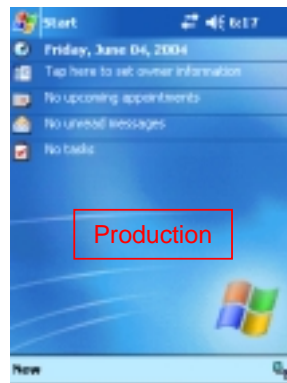 Start 6:17
Friday, June 04, 2004
Tap here to set owner information
No upcoming appointments
No unread messages
No tasks
Production
New